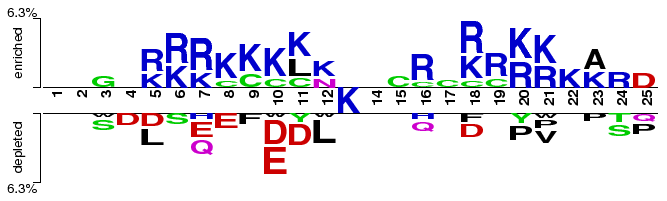 6.3%
R R K
R R K K K K R R K K A
enriched K K K K L K R R K K R D
G C C C C N C C C C C R K
1 2 3 4 5 6 7 8 9 10 11 12 K 14 15 16 17 18 19 20 21 22 23 24 25
S D D S H E F Y H F Y P T Q
depleted L E D D L Q D P P S P
Q E V
6.3%